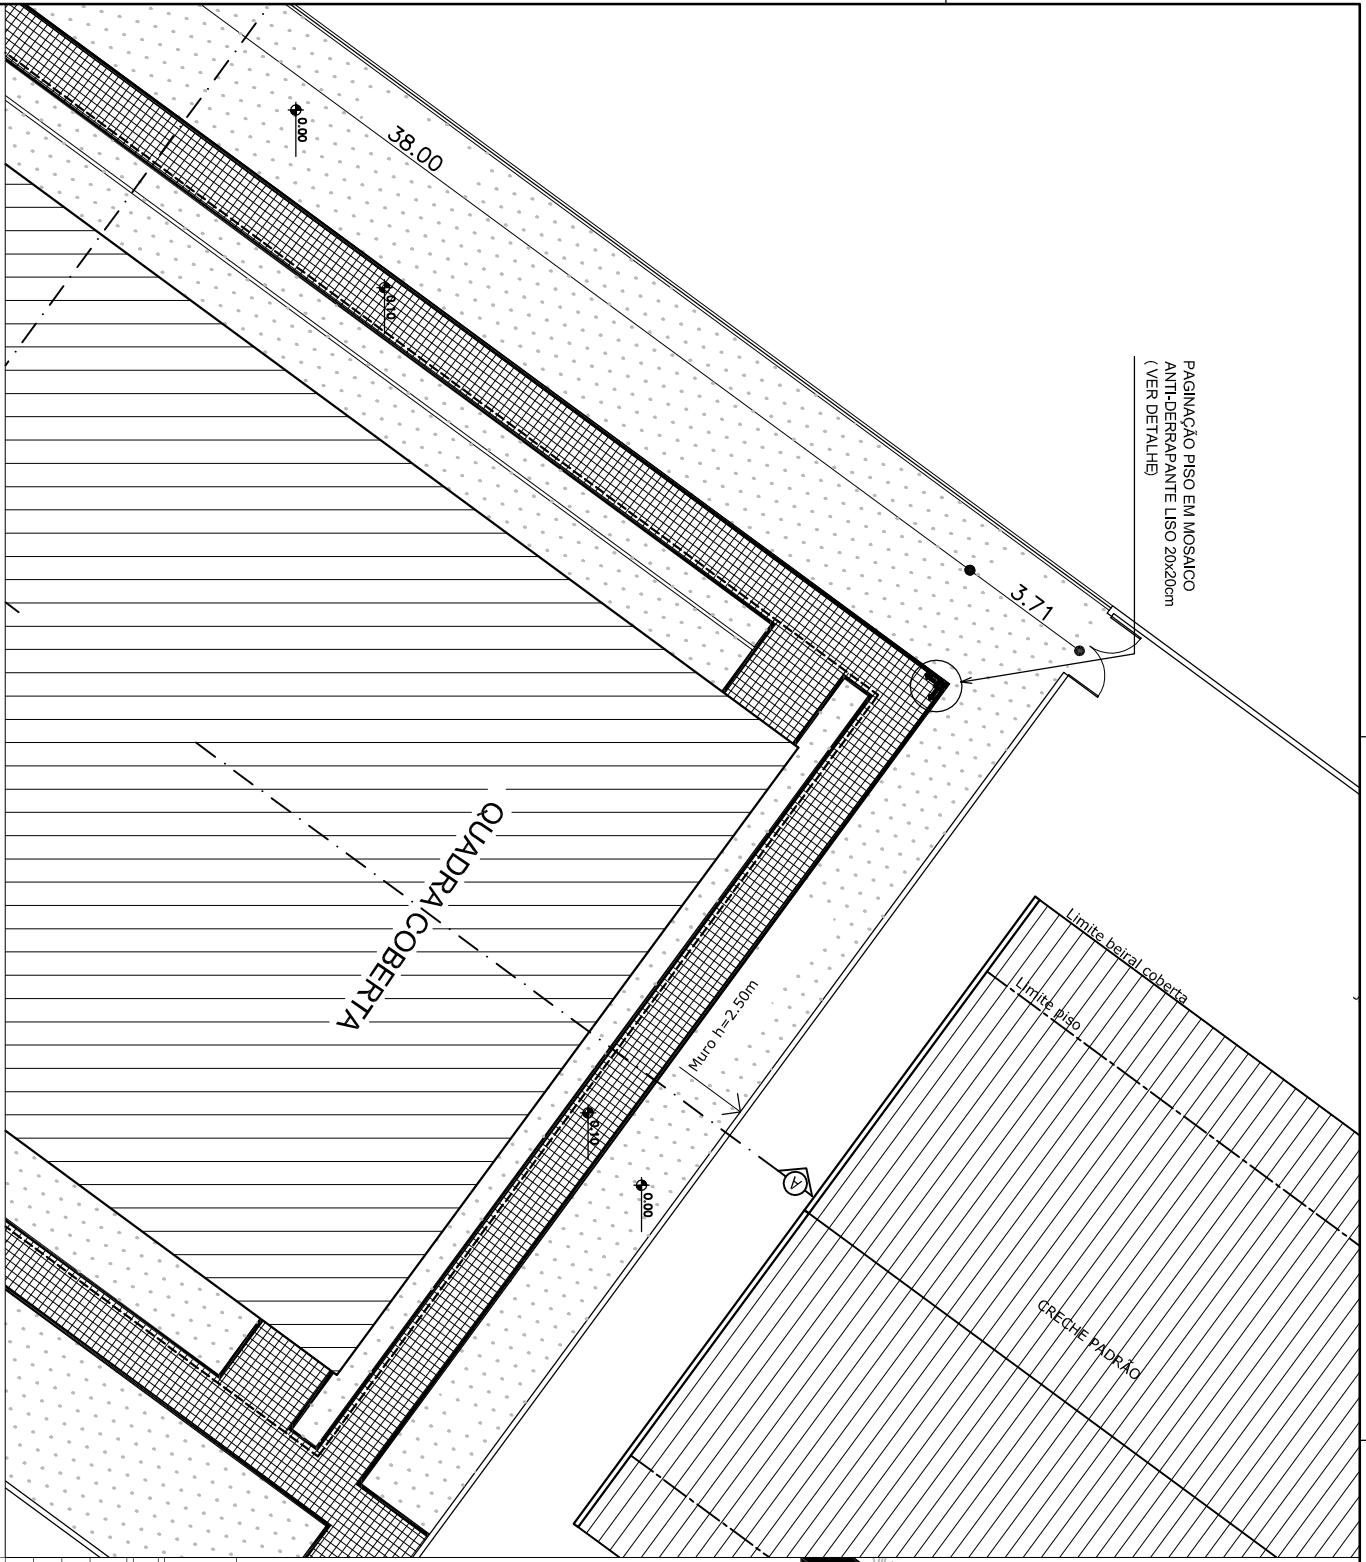 0.00
38.00
0.10
PAGINAÇÃO PISO EM MOSAICO
ANTI-DERRAPANTE LISO 20x20cm
( VER DETALHE)
3.71
QUADRA COBERTA
Limite beiral coberta
Limite piso
Muro h=2.50m
0.10
A
0.00
CRECHE PADRÃO